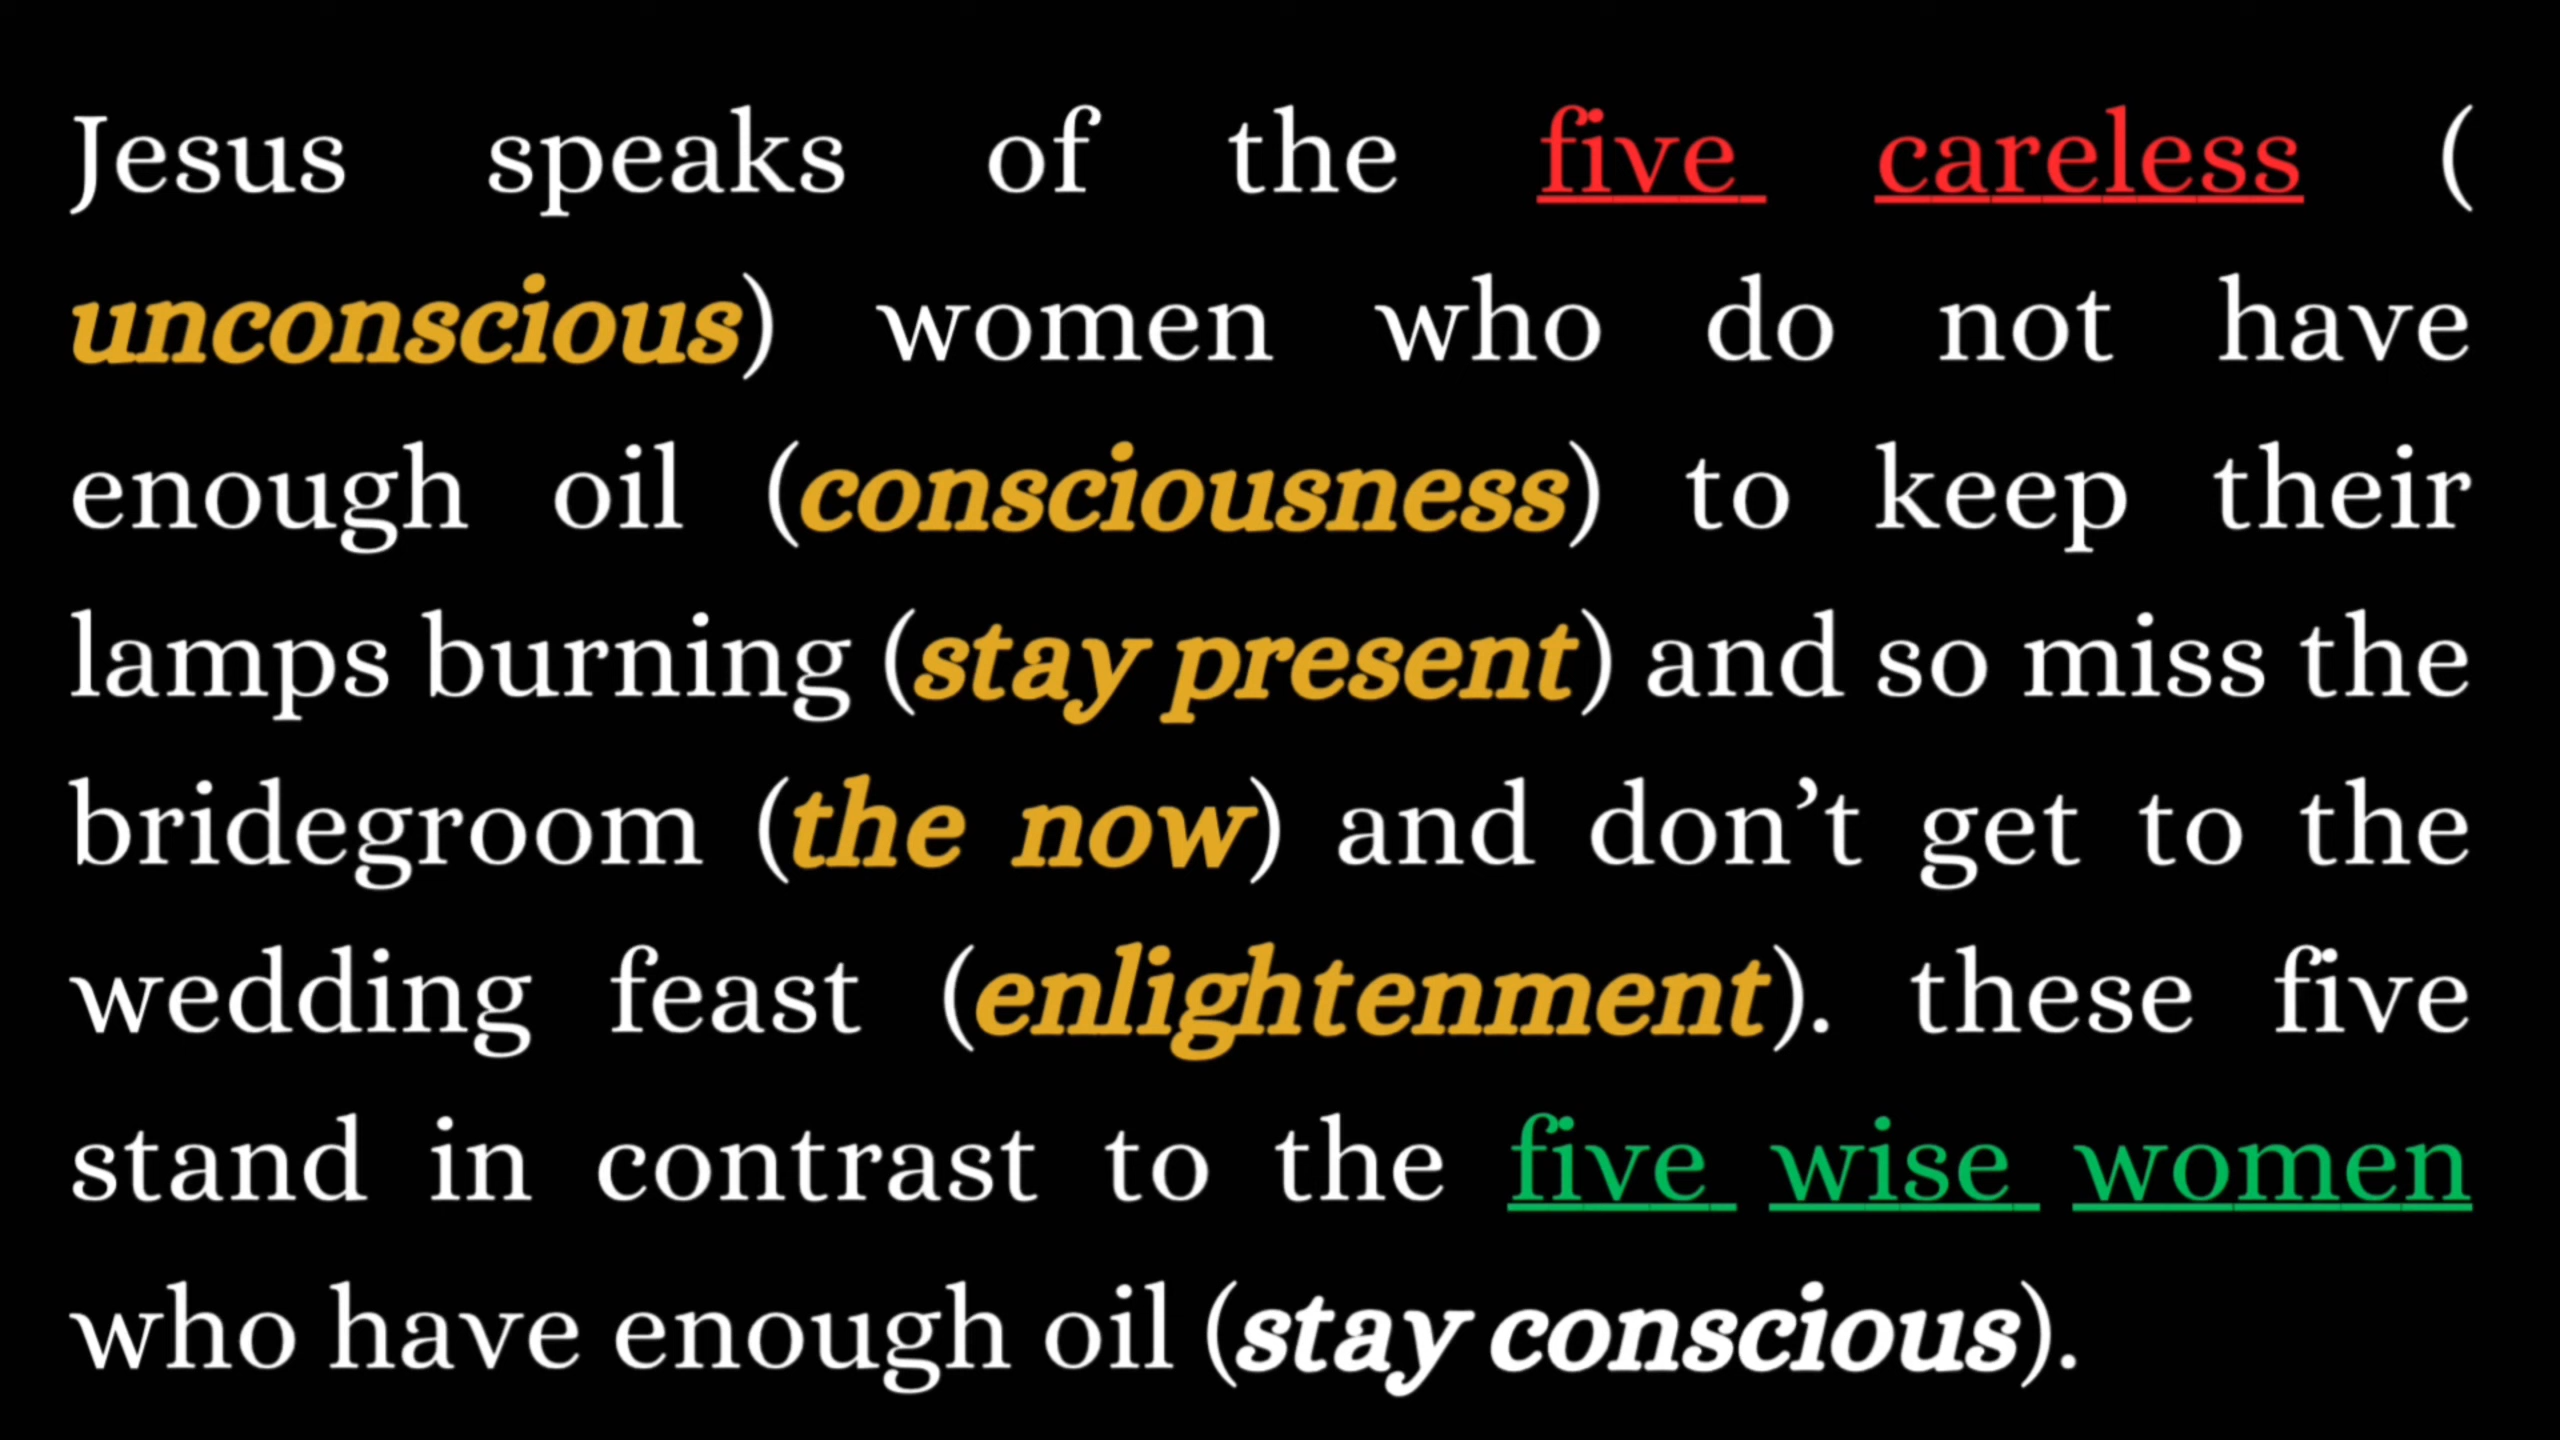 Jesus speaks of the five careless (
unconscious) women who do not have
enough oil (consciousness) to keep their
lamps burning (stay present) and so miss the
bridegroom (the now) and don’t get to the
wedding feast (enlightenment). these five
stand in contrast to the five wise women
who have enough oil (stay conscious).